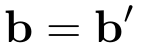 𝐛 = 𝐛′